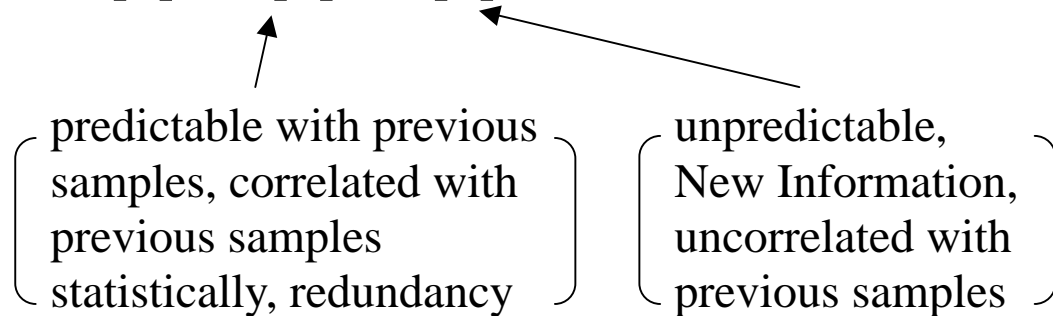 predictable with previous
samples, correlated with
previous samples
statistically, redundancy
unpredictable,
New Information,
uncorrelated with
previous samples